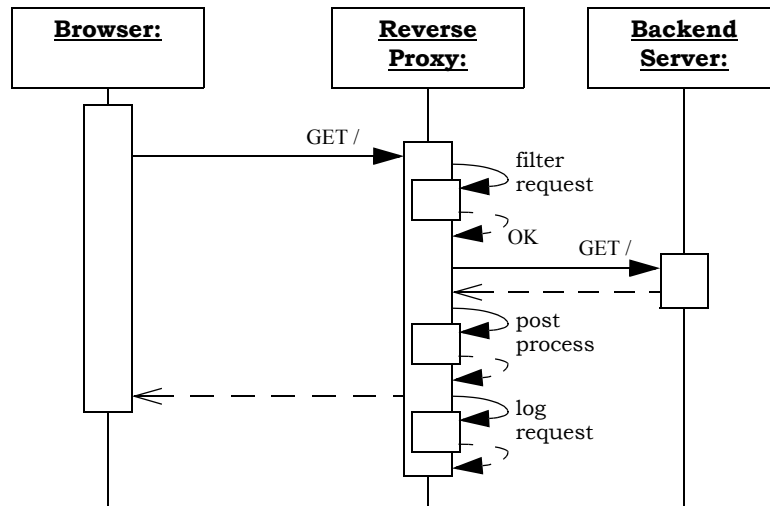 Browser:
Reverse
Proxy:
Backend
Server:
GET /
filter
request
OK
GET /
post
process
log
request